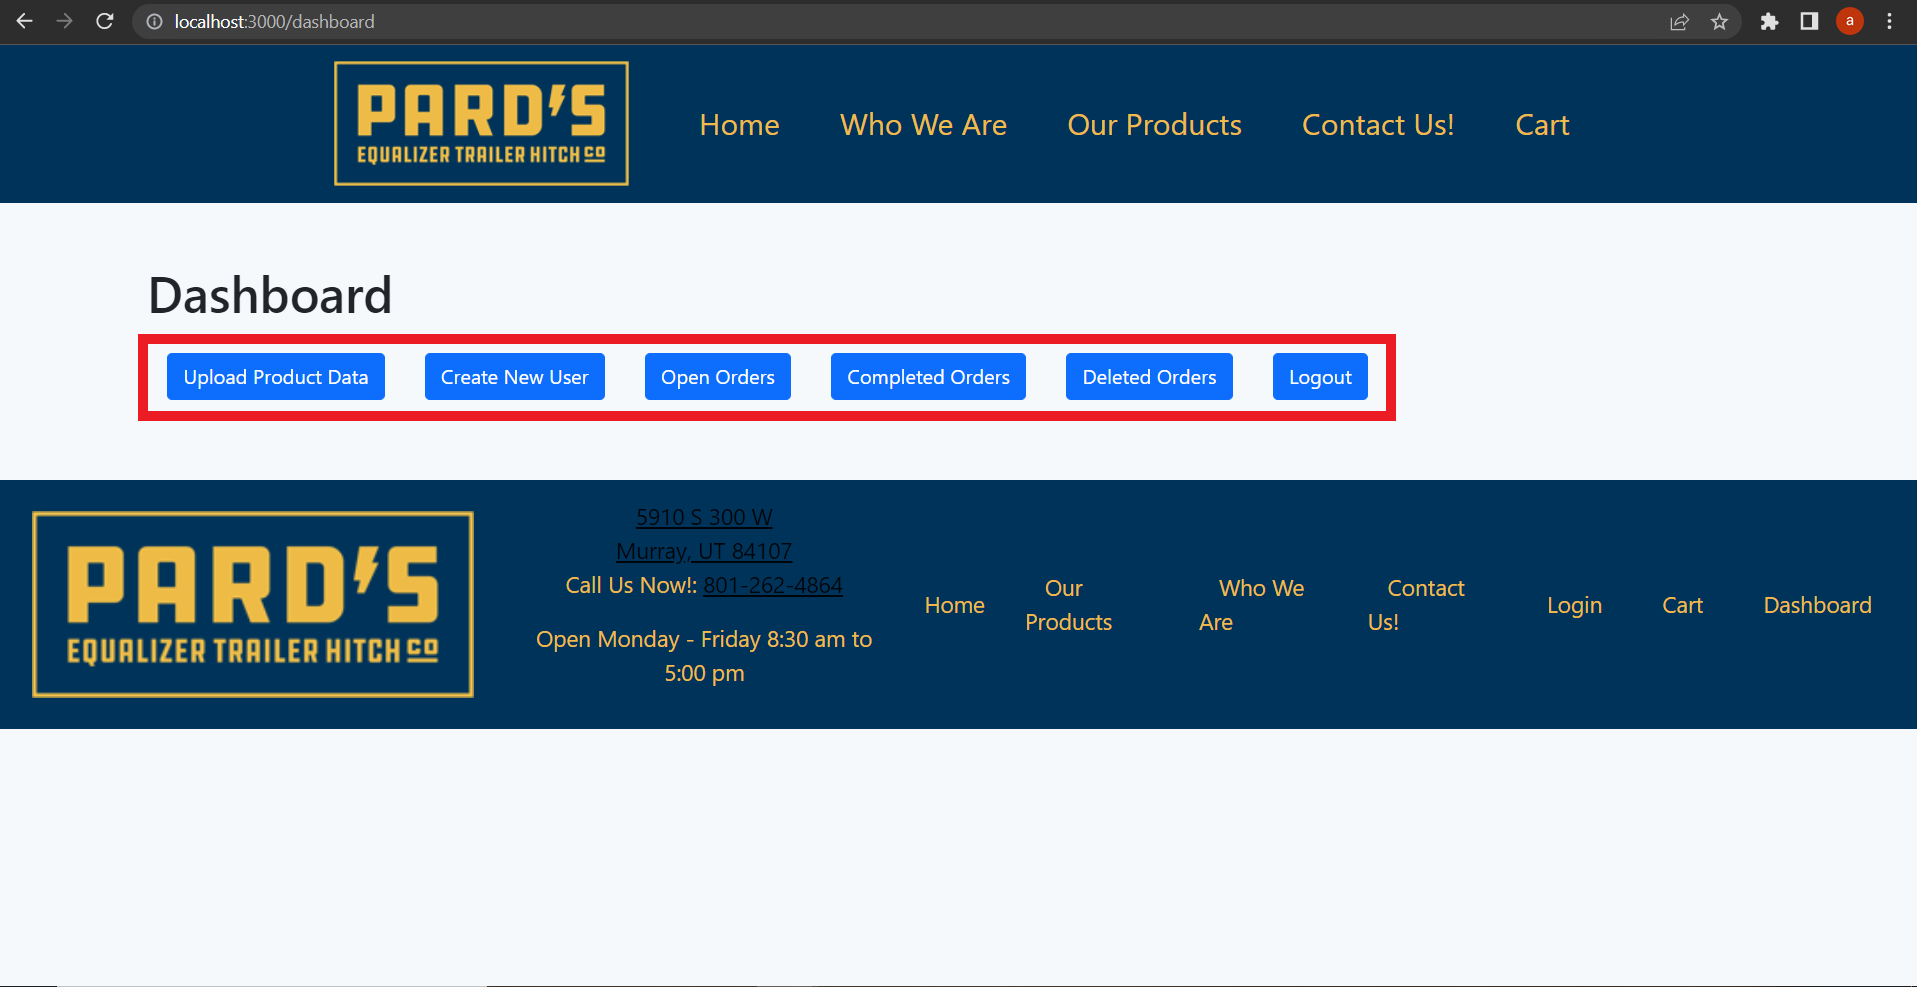 localhost:3000/dashboard
a
PARD'S
EQUALIZER TRAILER HITCH CO
Home Who We Are Our Products Contact Us! Cart
Dashboard
Upload Product Data Create New User Open Orders Completed Orders Deleted Orders Logout
PARD'S
EQUALIZER TRAILER HITCH CO
5910 S 300 W
Murray, UT 84107
Call Us Now!: 801-262-4864
Open Monday - Friday 8:30 am to
5:00 pm
Home
Our
Products
Who We
Are
Contact
Us!
Login
Cart
Dashboard